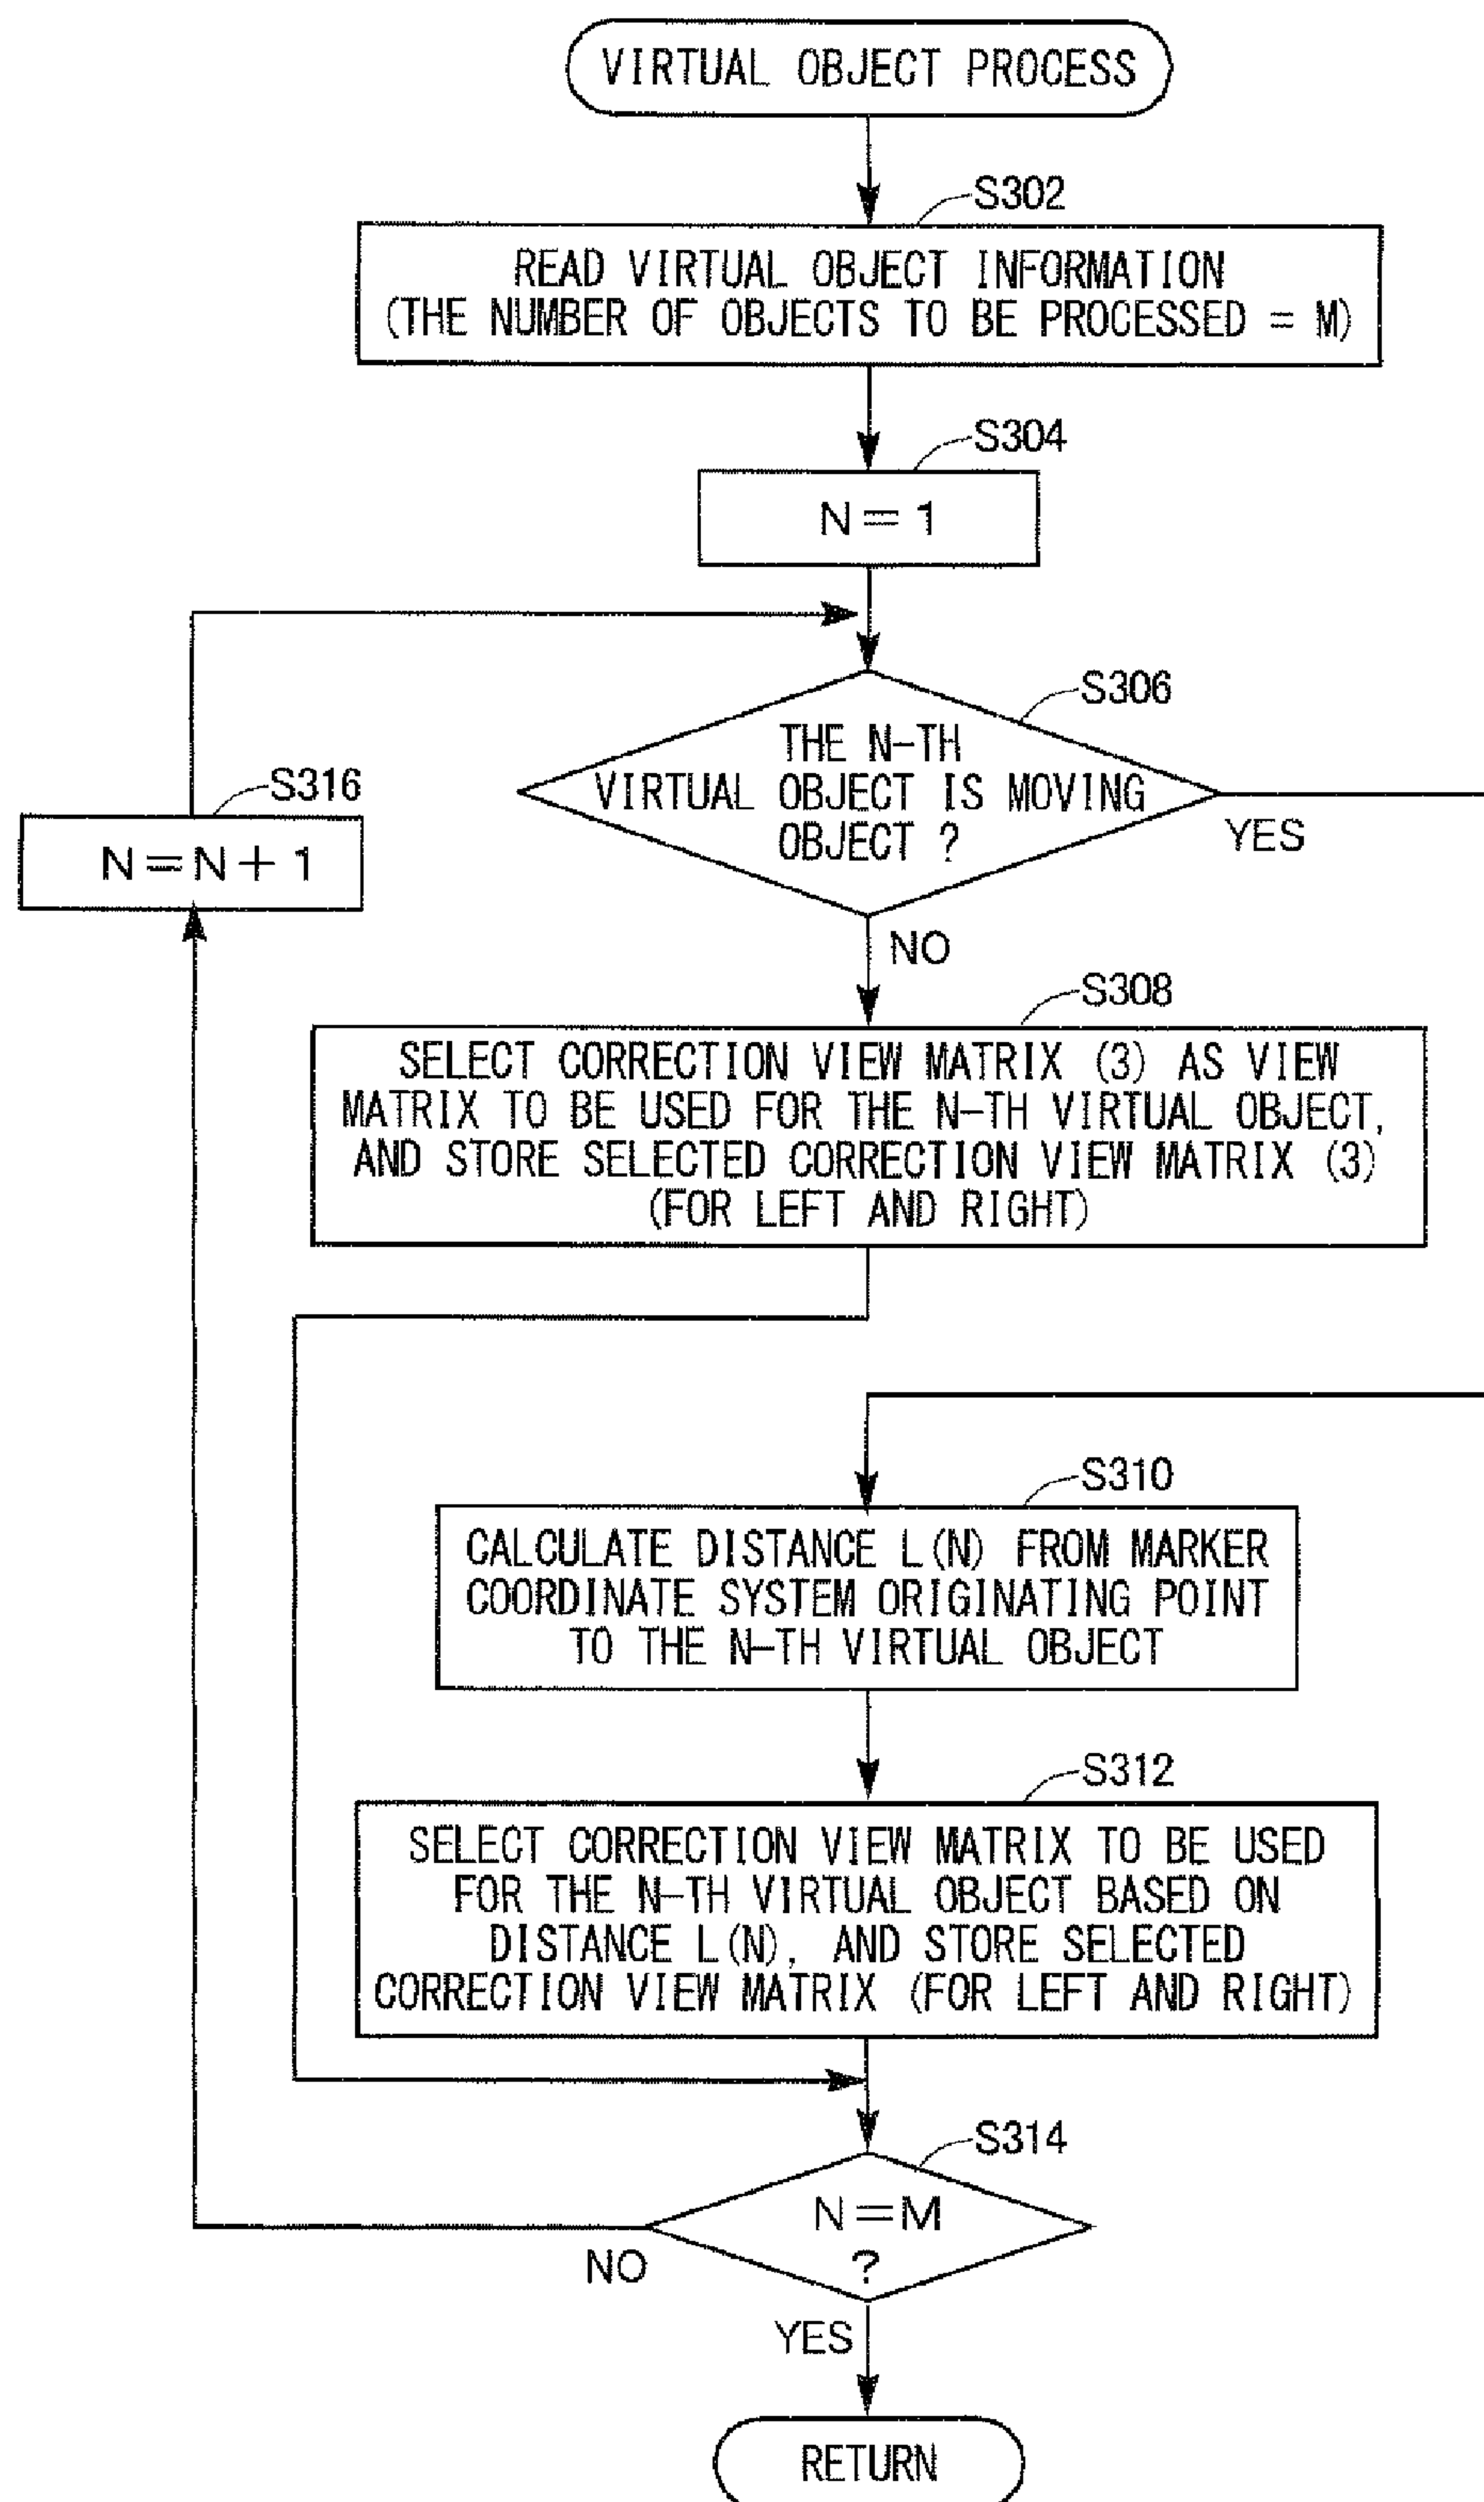 VIRTUAL OBJECT PROCESS
S302
READ VIRTUAL OBJECT INFORMATION
(THE NUMBER OF OBJECTS TO BE PROCESSED = M)
S304
N=1
S306
THE N-TH
VIRTUAL OBJECT IS MOVING
OBJECT ?
YES
S316
N=N+1
NO
S308
SELECT CORRECTION VIEW MATRIX (3) AS VIEW
MATRIX TO BE USED FOR THE N-TH VIRTUAL OBJECT,
AND STORE SELECTED CORRECTION VIEW MATRIX (3)
(FOR LEFT AND RIGHT)
S310
CALCULATE DISTANCE L(N) FROM MARKER
COORDINATE SYSTEM ORIGINATING POINT
TO THE N-TH VIRTUAL OBJECT
S312
SELECT CORRECTION VIEW MATRIX TO BE USED
FOR THE N-TH VIRTUAL OBJECT BASED ON
DISTANCE L(N), AND STORE SELECTED
CORRECTION VIEW MATRIX (FOR LEFT AND RIGHT)
S314
N=M
?
NO
YES
RETURN